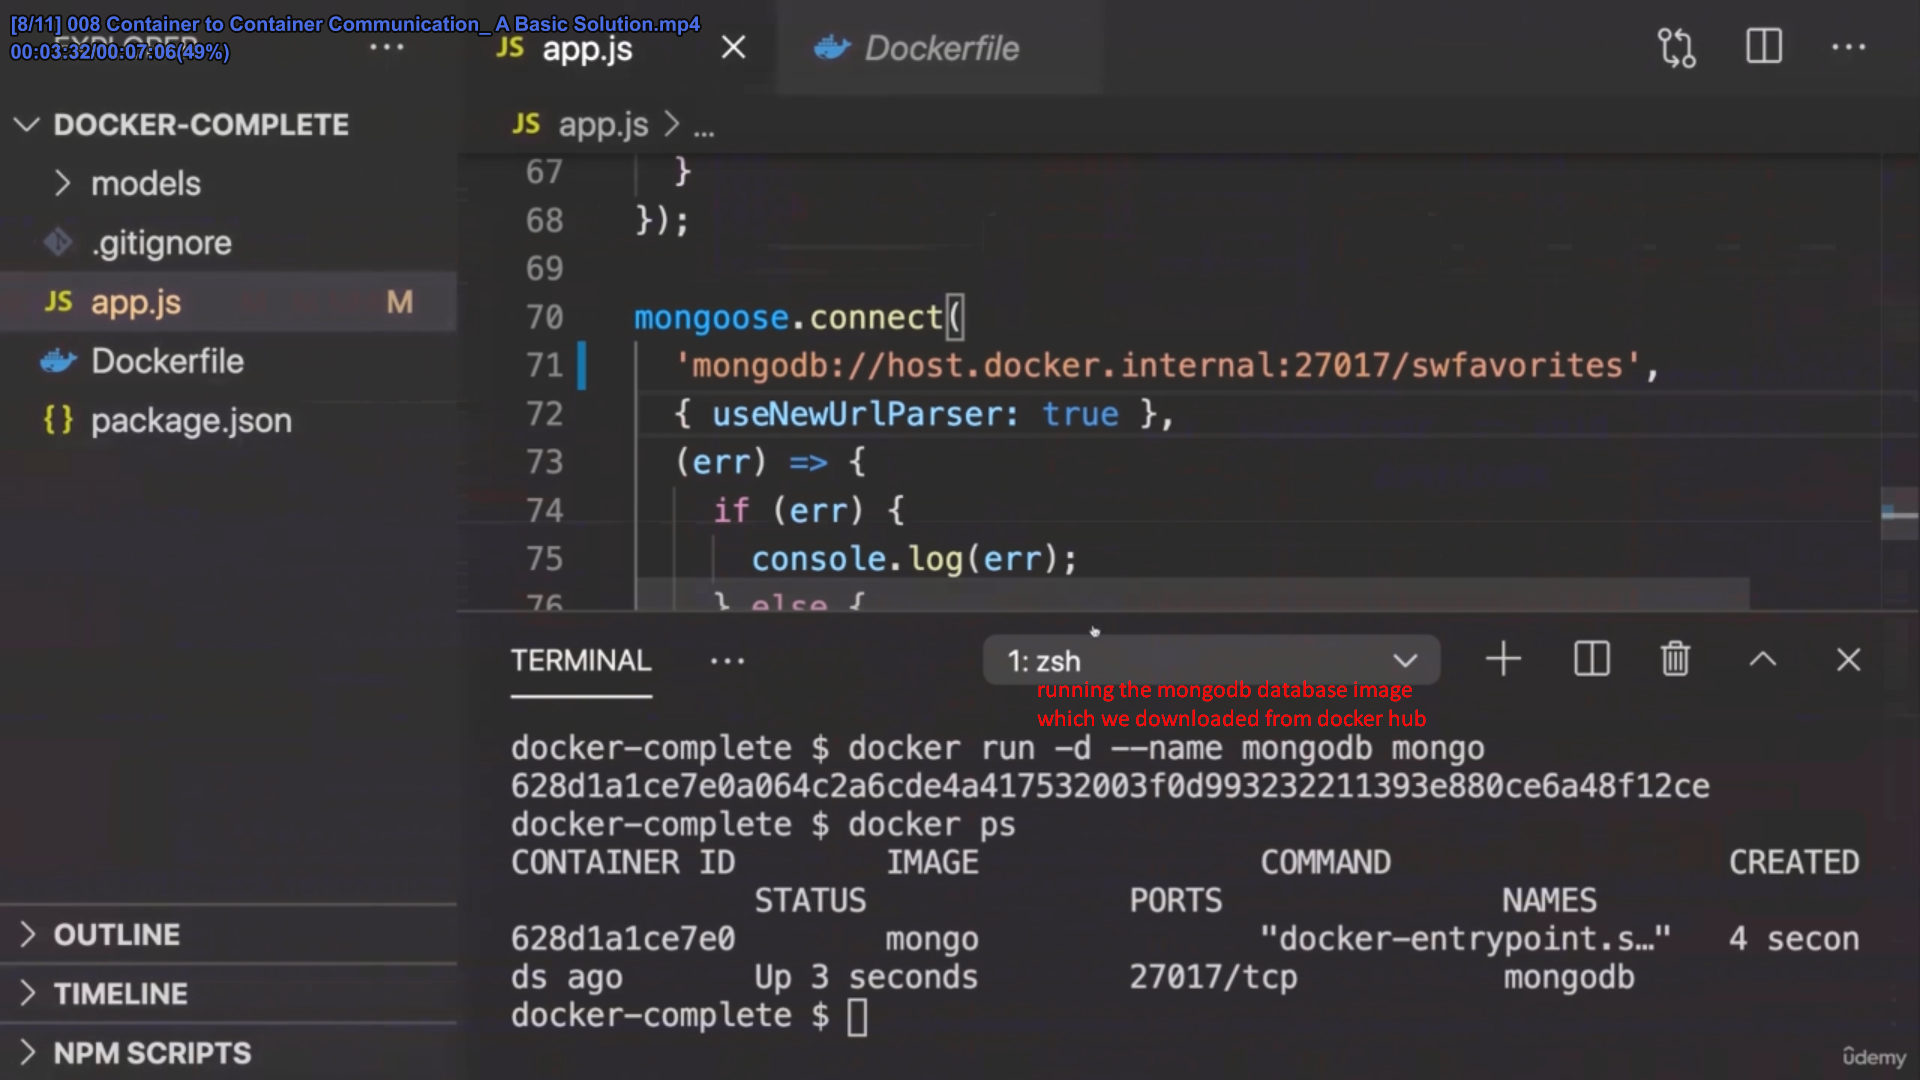 [8/11] 008 Container to Container Communication_ A Basic Solution.mp4
00:03:32/00:07:06(49%)
JS app.js
Dockerfile
DOCKER-COMPLETE
models
.gitignore
JS app.js M
Dockerfile
{} package.json
OUTLINE
TIMELINE
NPM SCRIPTS
JS app.js > ...
67 }
68 });
69
70 mongoose.connect(
71 'mongodb://host.docker.internal:27017/swfavorites',
72 { useNewUrlParser: true },
73 (err) => {
74 if (err) {
75 console.log(err);
76 } else {
TERMINAL ... 1: zsh
running the mongodb database image
which we downloaded from docker hub
docker-complete $ docker run -d --name mongodb mongo
628d1a1ce7e0a064c2a6cde4a417532003f0d993232211393e880ce6a48f12ce
docker-complete $ docker ps
CONTAINER ID IMAGE COMMAND CREATED
STATUS PORTS NAMES
628d1a1ce7e0 mongo "docker-entrypoint.s…" 4 secon
ds ago Up 3 seconds 27017/tcp mongodb
docker-complete $
udemy